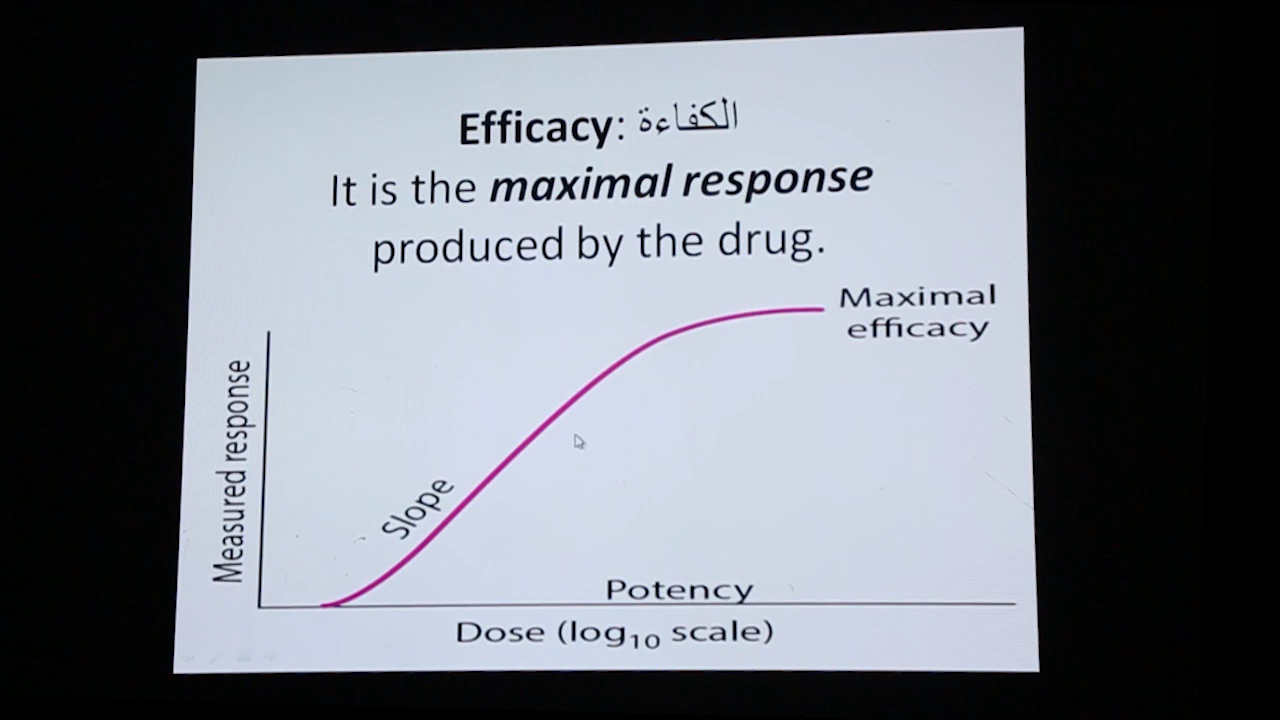 Efficacy: الكفاءة
It is the maximal response
produced by the drug.
Maximal
efficacy
Measured response
Slope
Potency
Dose (log₁₀ scale)